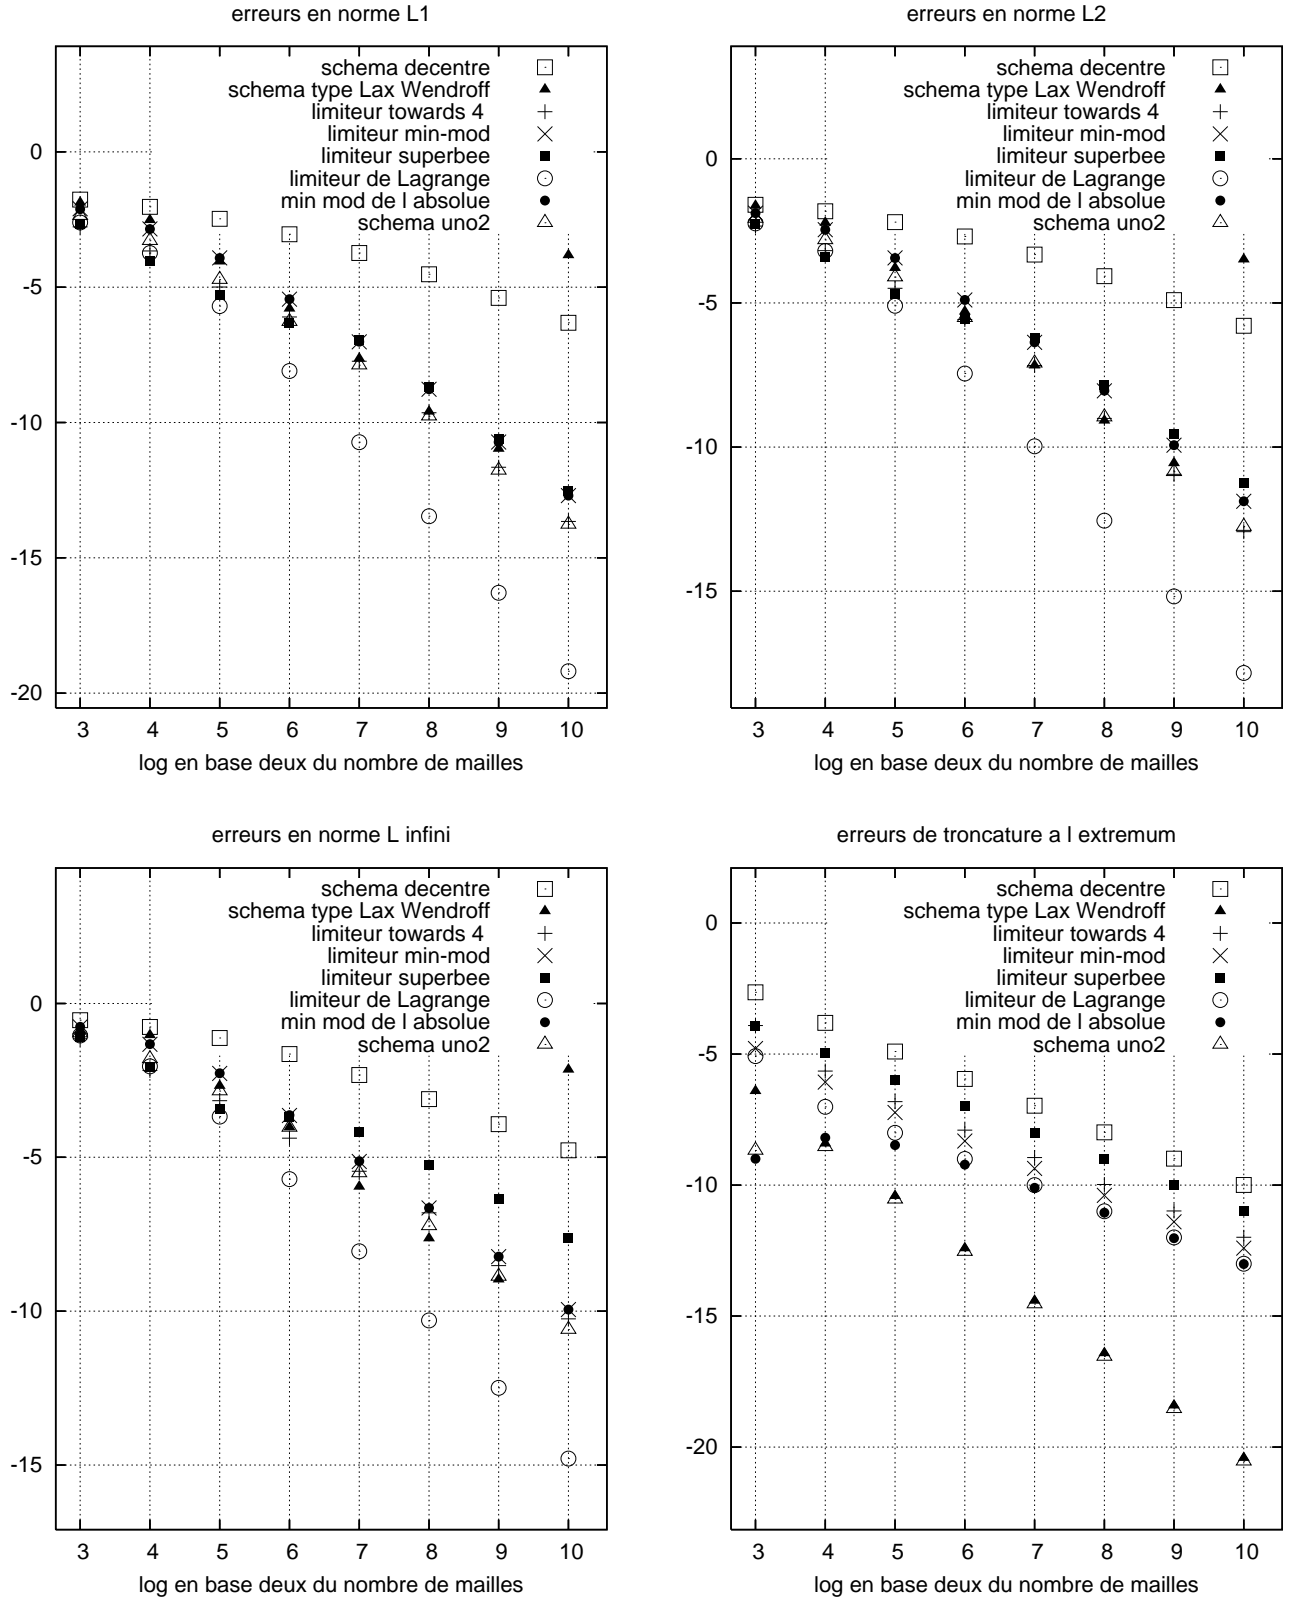 erreurs en norme L1
schema decentre
schema type Lax Wendroff
limiteur towards 4
limiteur min-mod
limiteur superbee
limiteur de Lagrange
min mod de l absolue
schema uno2
0
-5
-10
-15
-20
3 4 5 6 7 8 9 10
log en base deux du nombre de mailles
erreurs en norme L2
schema decentre
schema type Lax Wendroff
limiteur towards 4
limiteur min-mod
limiteur superbee
limiteur de Lagrange
min mod de l absolue
schema uno2
0
-5
-10
-15
3 4 5 6 7 8 9 10
log en base deux du nombre de mailles
erreurs en norme L infini
schema decentre
schema type Lax Wendroff
limiteur towards 4
limiteur min-mod
limiteur superbee
limiteur de Lagrange
min mod de l absolue
schema uno2
0
-5
-10
-15
3 4 5 6 7 8 9 10
log en base deux du nombre de mailles
erreurs de troncature a l extremum
schema decentre
schema type Lax Wendroff
limiteur towards 4
limiteur min-mod
limiteur superbee
limiteur de Lagrange
min mod de l absolue
schema uno2
0
-5
-10
-15
-20
3 4 5 6 7 8 9 10
log en base deux du nombre de mailles